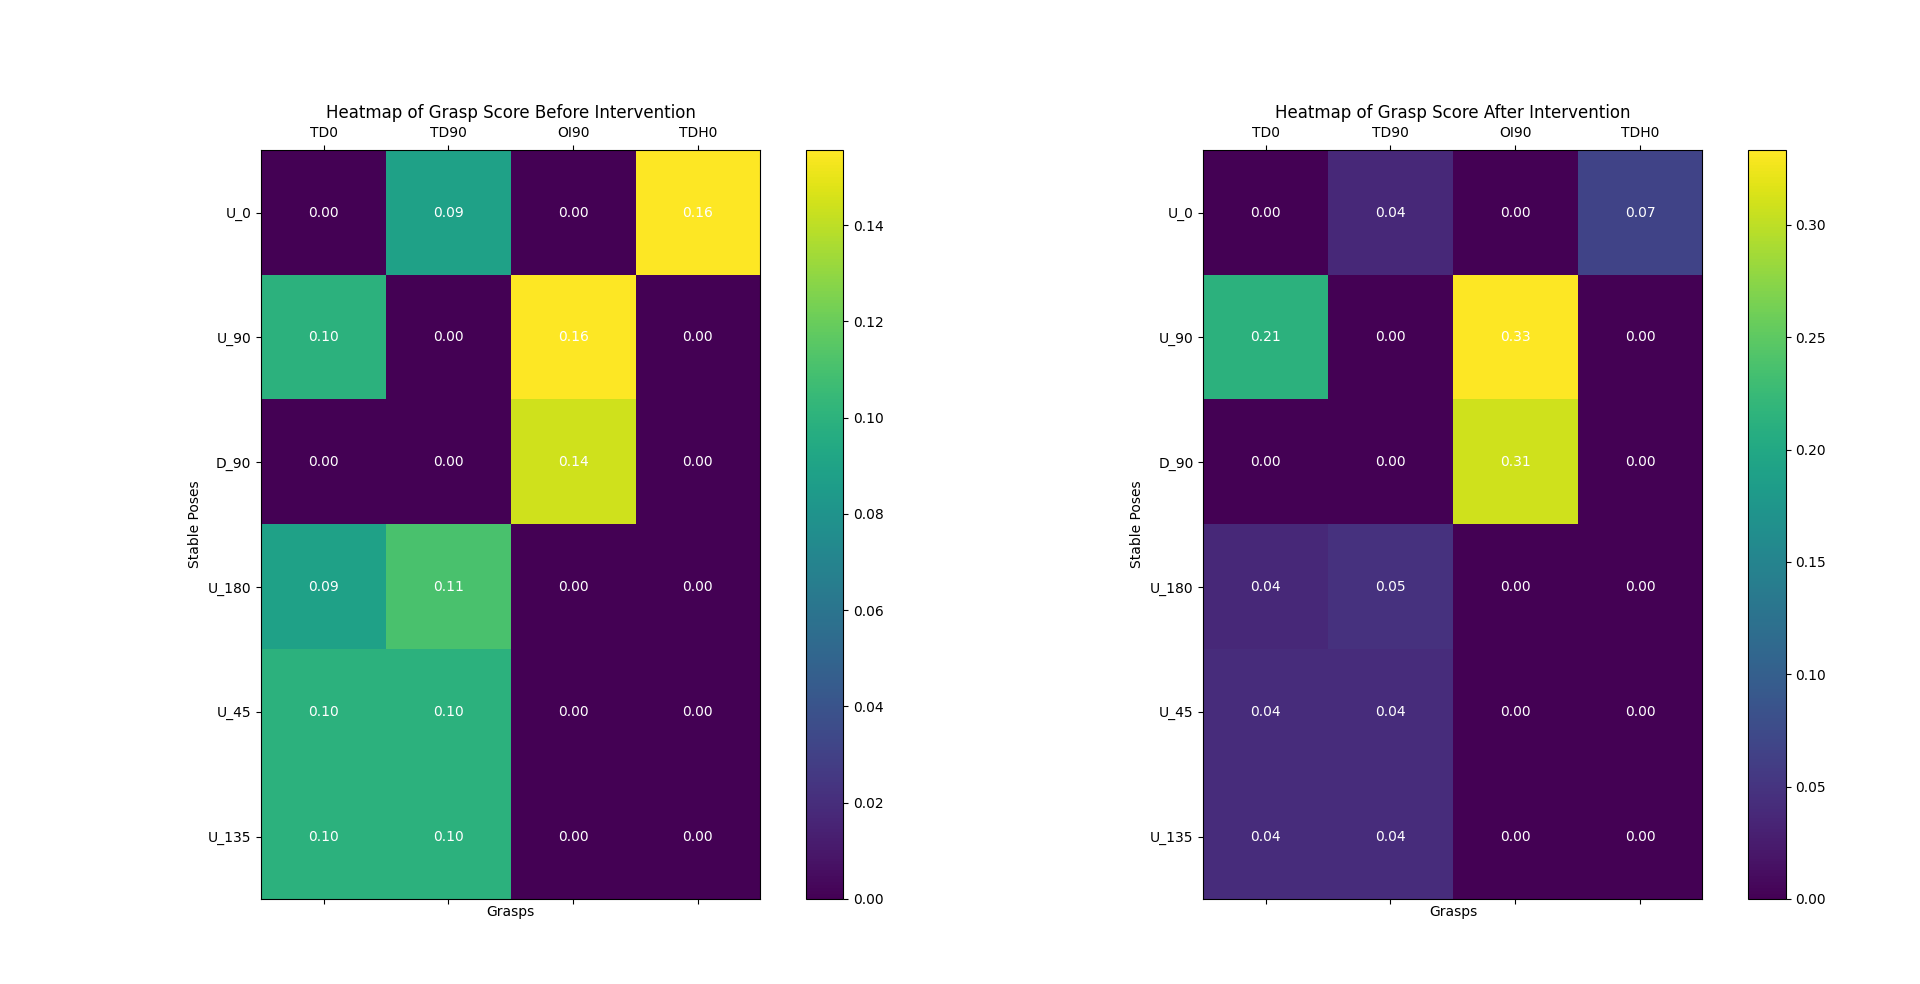 Heatmap of Grasp Score Before Intervention
TD0 TD90 OI90 TDH0
U_0 0.00 0.09 0.00 0.16
U_90 0.10 0.00 0.16 0.00
D_90 0.00 0.00 0.14 0.00
U_180 0.09 0.11 0.00 0.00
U_45 0.10 0.10 0.00 0.00
U_135 0.10 0.10 0.00 0.00
Stable Poses
Grasps
0.14
0.12
0.10
0.08
0.06
0.04
0.02
0.00
Heatmap of Grasp Score After Intervention
TD0 TD90 OI90 TDH0
U_0 0.00 0.04 0.00 0.07
U_90 0.21 0.00 0.33 0.00
D_90 0.00 0.00 0.31 0.00
U_180 0.04 0.05 0.00 0.00
U_45 0.04 0.04 0.00 0.00
U_135 0.04 0.04 0.00 0.00
Stable Poses
Grasps
0.30
0.25
0.20
0.15
0.10
0.05
0.00